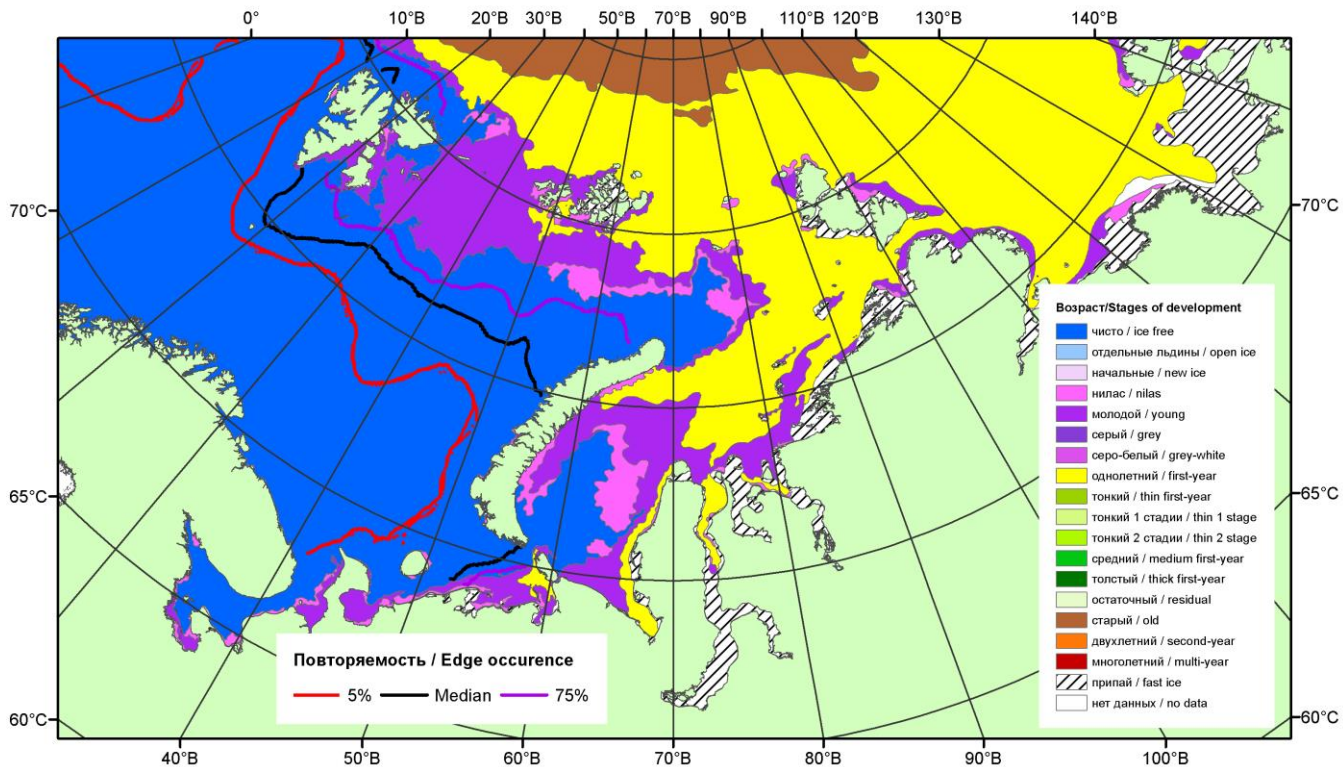 0° 10°В 20°В 30°В 50°В 70°В 90°В 110°В 120°В 130°В 140°В
70°С 70°С
Возраст/Stages of development
чисто / ice free
отдельные льдины / open ice
начальные / new ice
нилас / nilas
молодой / young
серый / grey
серо-белый / grey-white
однолетний / first-year
тонкий / thin first-year
тонкий 1 стадии / thin 1 stage
тонкий 2 стадии / thin 2 stage
средний / medium first-year
толстый / thick first-year
остаточный / residual
старый / old
двухлетний / second-year
многолетний / multi-year
припай / fast ice
нет данных / no data
65°С 65°С
Повторяемость / Edge occurence
5% Median 75%
60°С 60°С
40°В 50°В 60°В 70°В 80°В 90°В 100°В